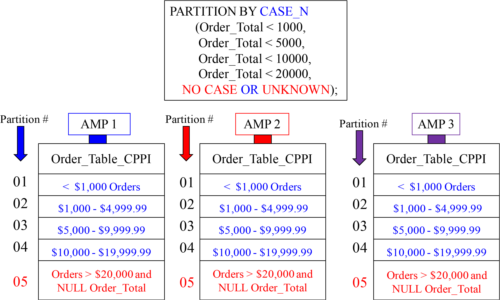 PARTITION BY CASE_N
(Order_Total < 1000,
Order_Total < 5000,
Order_Total < 10000,
Order_Total < 20000,
NO CASE OR UNKNOWN);
Partition #
AMP 1
Order_Table_CPPI
01
< $1,000 Orders
02
$1,000 - $4,999.99
03
$5,000 - $9,999.99
04
$10,000 - $19,999.99
05
Orders > $20,000 and
NULL Order_Total
Partition #
AMP 2
Order_Table_CPPI
01
< $1,000 Orders
02
$1,000 - $4,999.99
03
$5,000 - $9,999.99
04
$10,000 - $19,999.99
05
Orders > $20,000 and
NULL Order_Total
Partition #
AMP 3
Order_Table_CPPI
01
< $1,000 Orders
02
$1,000 - $4,999.99
03
$5,000 - $9,999.99
04
$10,000 - $19,999.99
05
Orders > $20,000 and
NULL Order_Total